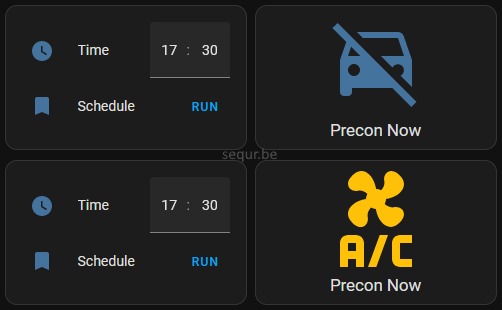 Time 17 : 30
Schedule RUN
Precon Now
sequr.be
Time 17 : 30
Schedule RUN
A/C
Precon Now